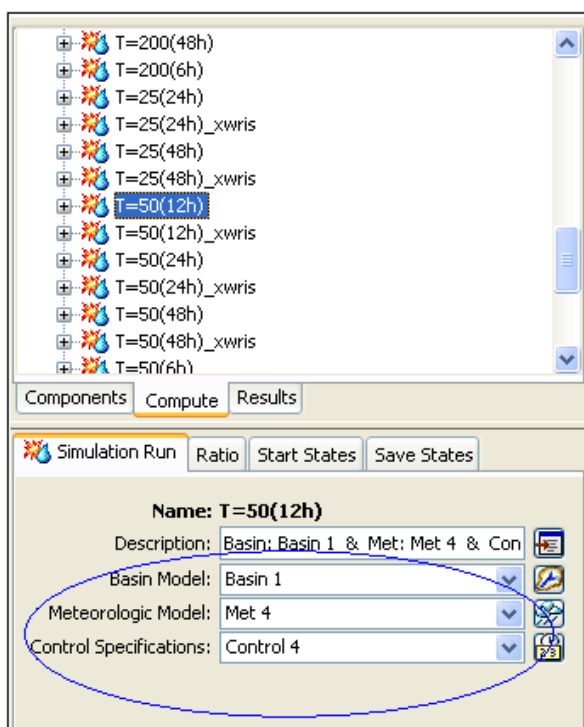 T=200(48h)
T=200(6h)
T=25(24h)
T=25(24h)_xwris
T=25(48h)
T=25(48h)_xwris
T=50(12h)
T=50(12h)_xwris
T=50(24h)
T=50(24h)_xwris
T=50(48h)
T=50(48h)_xwris
T=50(6h)
Components Compute Results
Simulation Run Ratio Start States Save States
Name: T=50(12h)
Description: Basin: Basin 1 & Met: Met 4 & Con
Basin Model: Basin 1
Meteorologic Model: Met 4
Control Specifications: Control 4